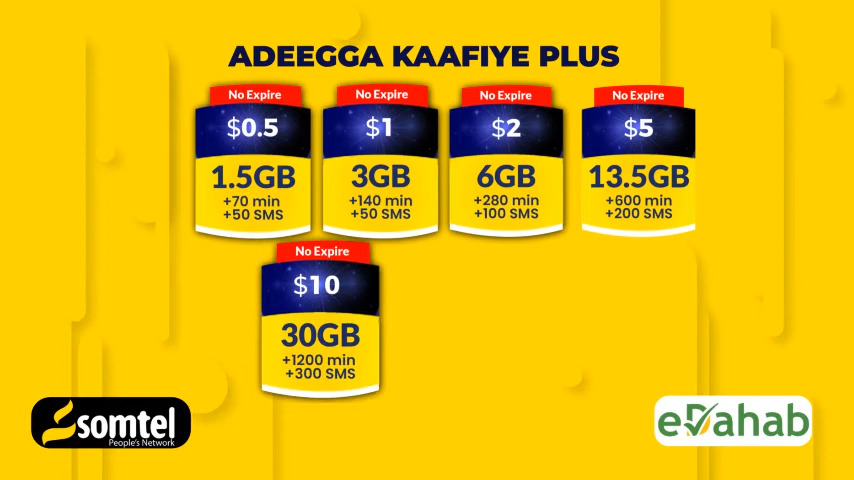 ADEEGGA KAAFIYE PLUS
No Expire
$0.5
1.5GB
+70 min
+50 SMS
No Expire
$1
3GB
+140 min
+50 SMS
No Expire
$2
6GB
+280 min
+100 SMS
No Expire
$5
13.5GB
+600 min
+200 SMS
No Expire
$10
30GB
+1200 min
+300 SMS
somtel
People's Network
eDahab